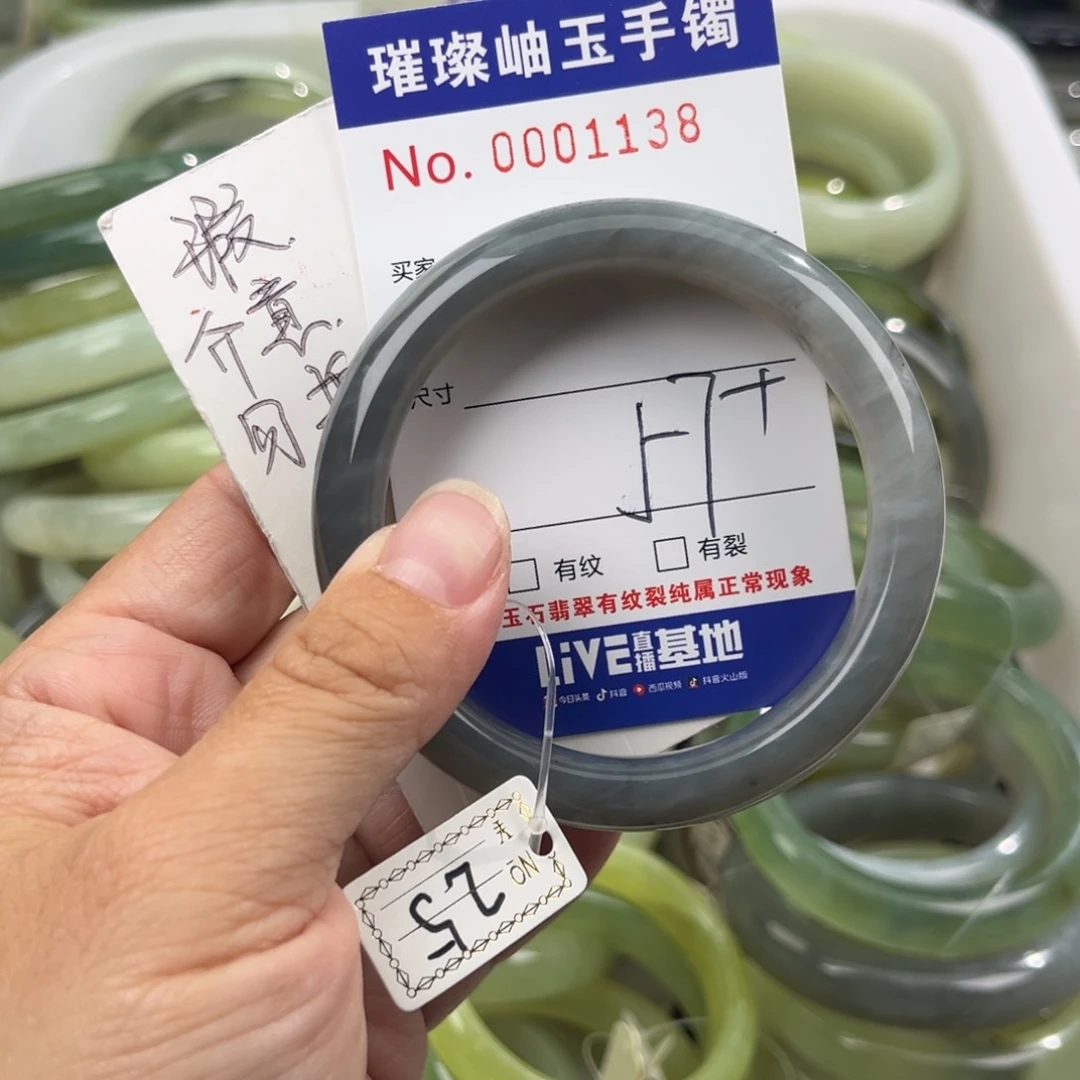 璀璨岫玉手镯
No. 0001138
买家
尺寸
57+
有纹
有裂
玉石翡翠有纹裂纯属正常现象
LiVE直播基地
今日头条 抖音 西瓜视频 抖音火山版
意
介
NO
25